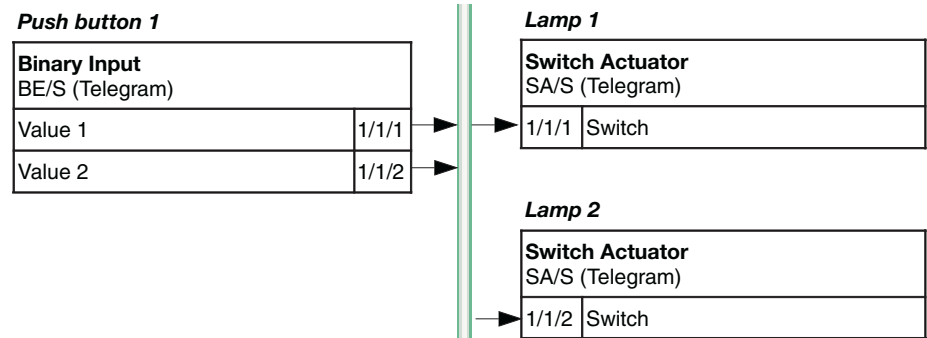 Push button 1
Binary Input
BE/S (Telegram)
Value 1 1/1/1
Value 2 1/1/2
Lamp 1
Switch Actuator
SA/S (Telegram)
1/1/1 Switch
Lamp 2
Switch Actuator
SA/S (Telegram)
1/1/2 Switch